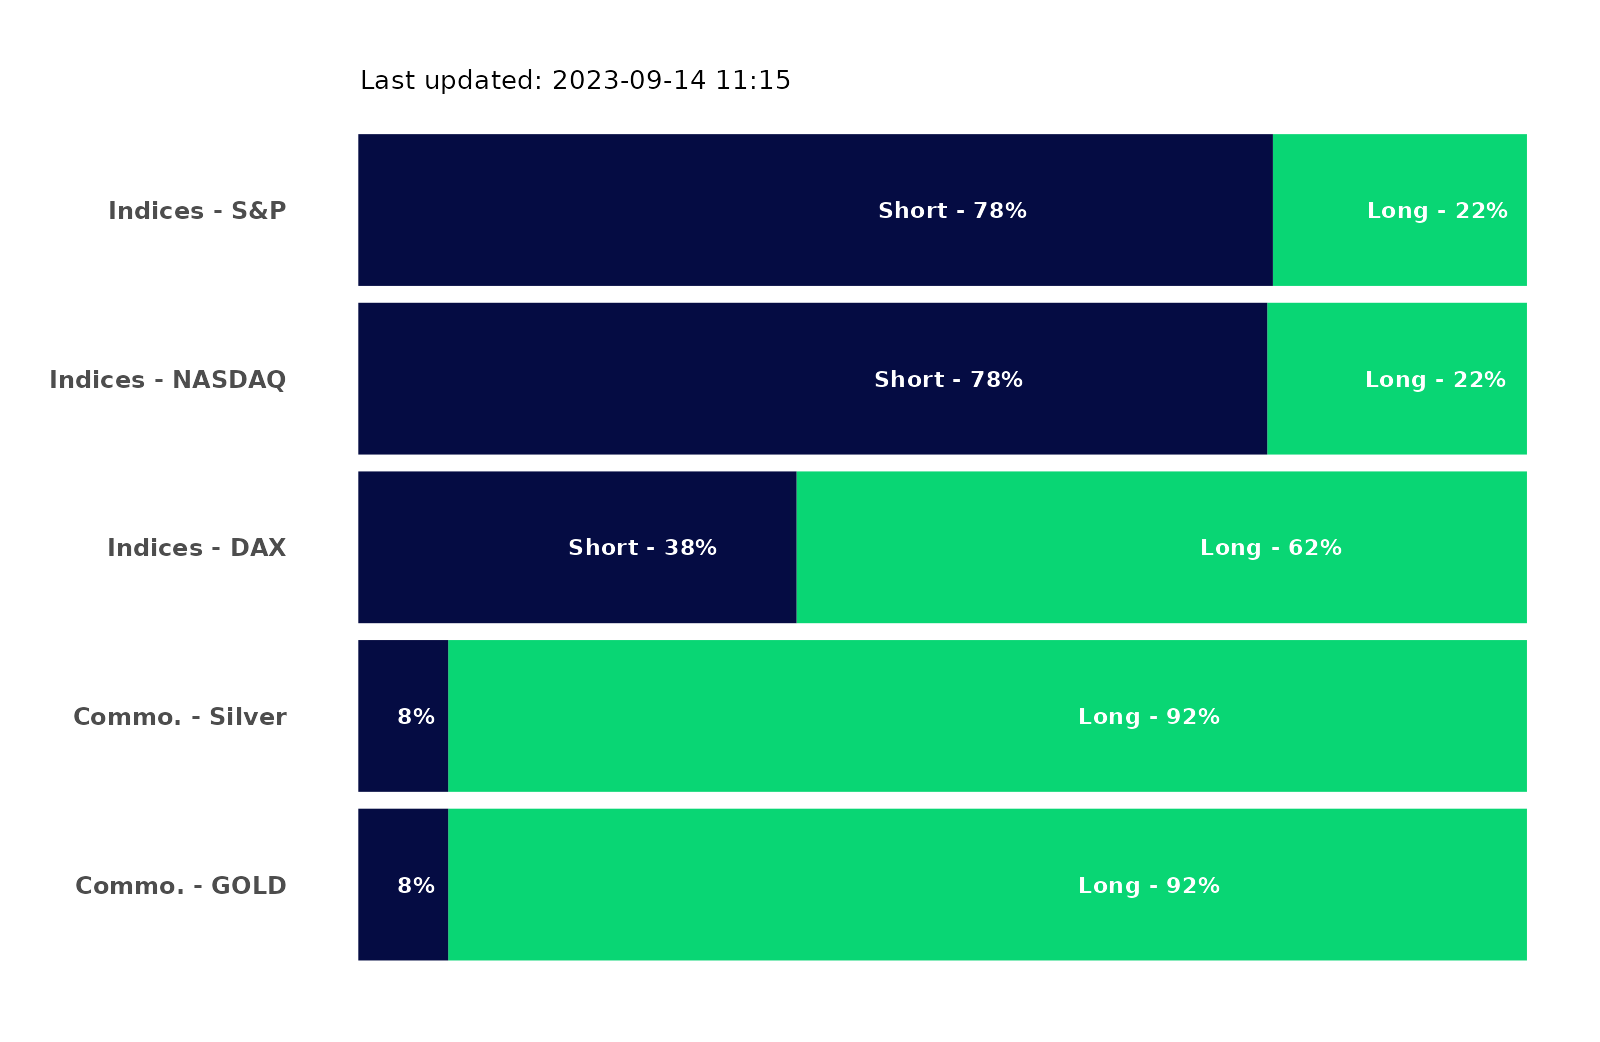 Last updated: 2023-09-14 11:15
Indices - S&P Short - 78% Long - 22%
Indices - NASDAQ Short - 78% Long - 22%
Indices - DAX Short - 38% Long - 62%
Commo. - Silver 8% Long - 92%
Commo. - GOLD 8% Long - 92%